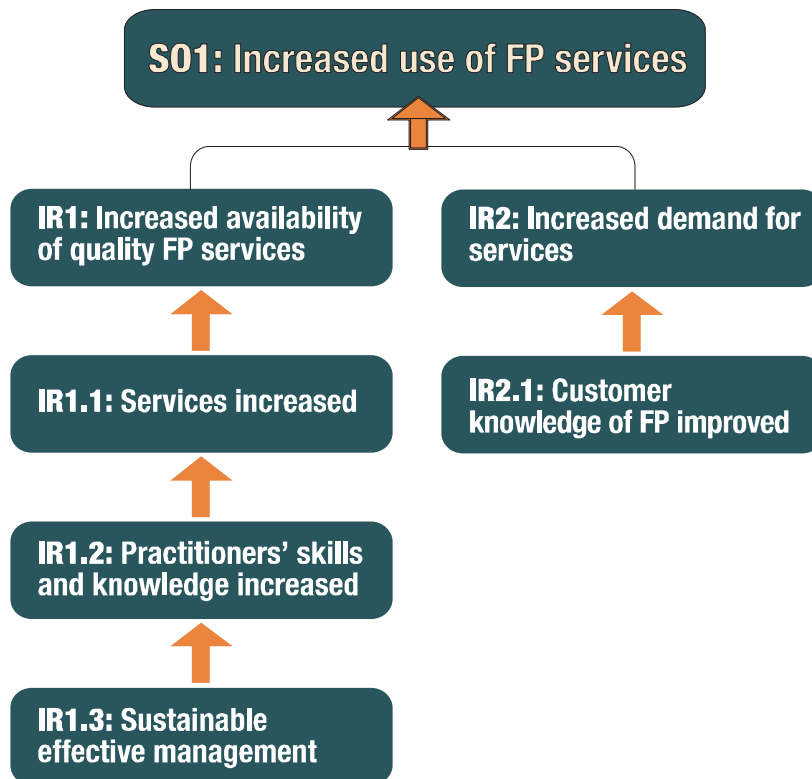 SO1: Increased use of FP services
IR1: Increased availability
of quality FP services
IR2: Increased demand for
services
IR1.1: Services increased
IR2.1: Customer
knowledge of FP improved
IR1.2: Practitioners’ skills
and knowledge increased
IR1.3: Sustainable
effective management